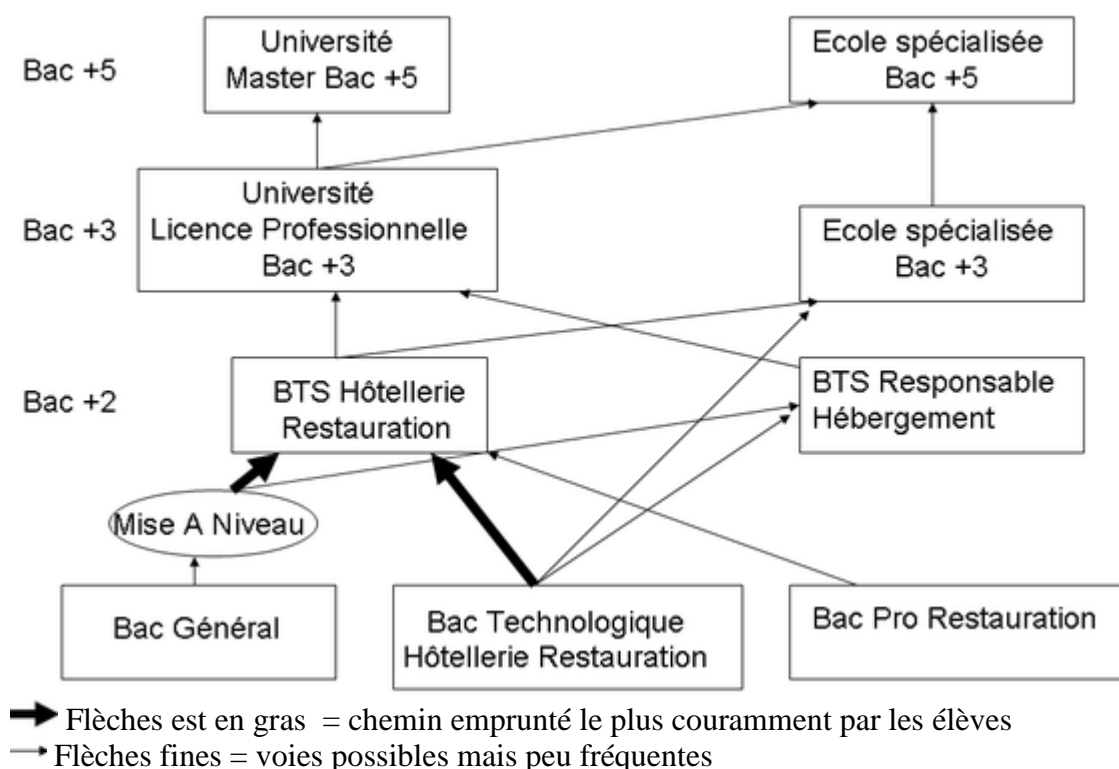 Bac +5
Université
Master Bac +5
Ecole spécialisée
Bac +5
Bac +3
Université
Licence Professionnelle
Bac +3
Ecole spécialisée
Bac +3
Bac +2
BTS Hôtellerie
Restauration
BTS Responsable
Hébergement
Mise A Niveau
Bac Général
Bac Technologique
Hôtellerie Restauration
Bac Pro Restauration
Flèches est en gras = chemin emprunté le plus couramment par les élèves
Flèches fines = voies possibles mais peu fréquentes